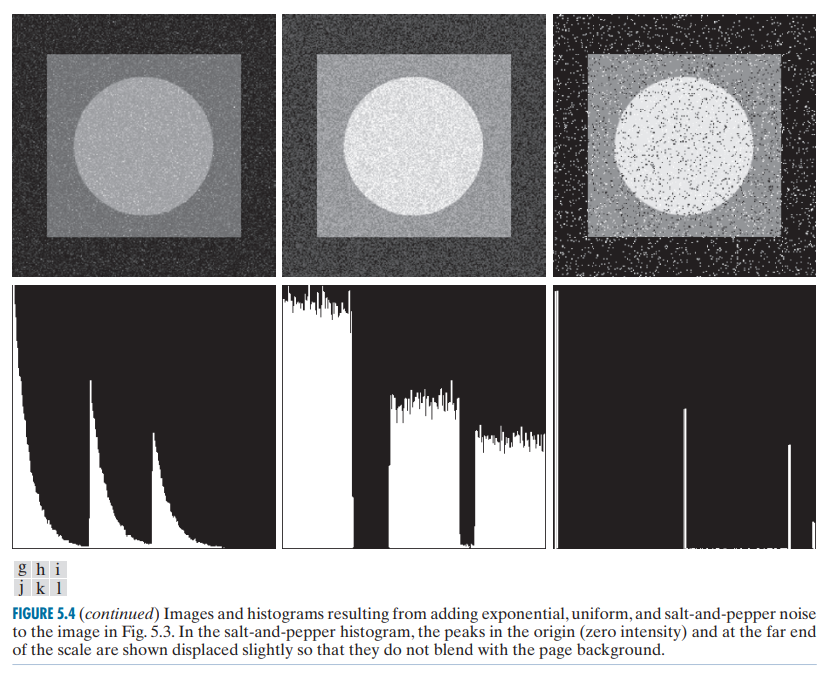 g h i
j k l
FIGURE 5.4 (continued) Images and histograms resulting from adding exponential, uniform, and salt-and-pepper noise
to the image in Fig. 5.3. In the salt-and-pepper histogram, the peaks in the origin (zero intensity) and at the far end
of the scale are shown displaced slightly so that they do not blend with the page background.